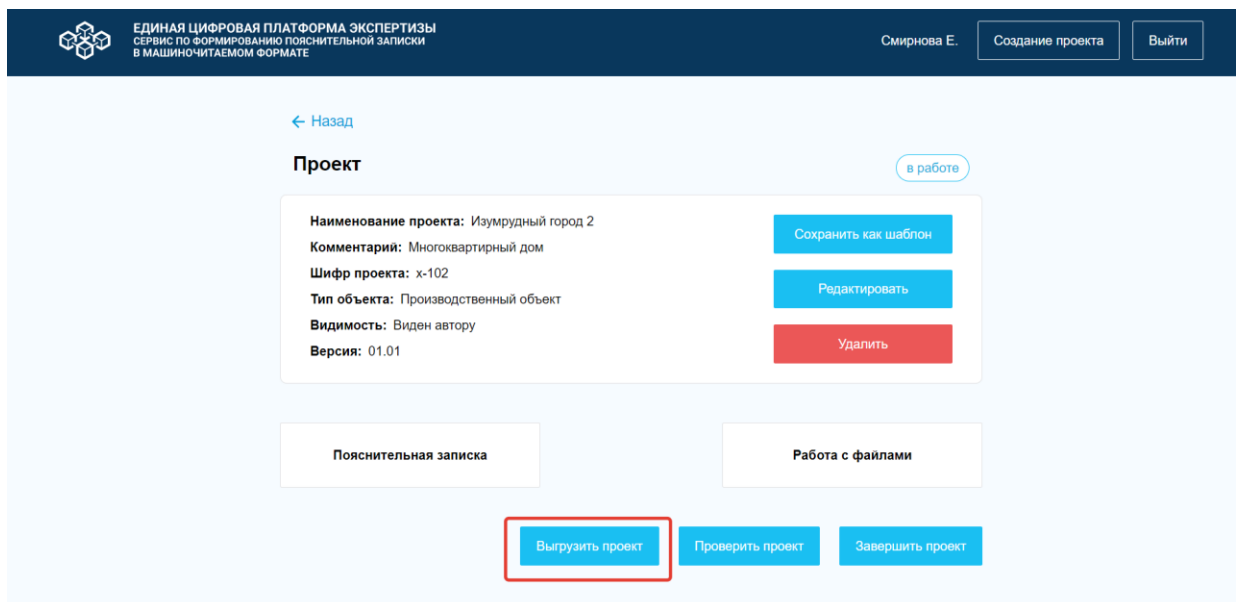 ЕДИНАЯ ЦИФРОВАЯ ПЛАТФОРМА ЭКСПЕРТИЗЫ
СЕРВИС ПО ФОРМИРОВАНИЮ ПОЯСНИТЕЛЬНОЙ ЗАПИСКИ
В МАШИНОЧИТАЕМОМ ФОРМАТЕ
Смирнова Е.
Создание проекта
Выйти
← Назад
Проект
в работе
Наименование проекта: Изумрудный город 2
Комментарий: Многоквартирный дом
Шифр проекта: х-102
Тип объекта: Производственный объект
Видимость: Виден автору
Версия: 01.01
Сохранить как шаблон
Редактировать
Удалить
Пояснительная записка
Работа с файлами
Выгрузить проект
Проверить проект
Завершить проект